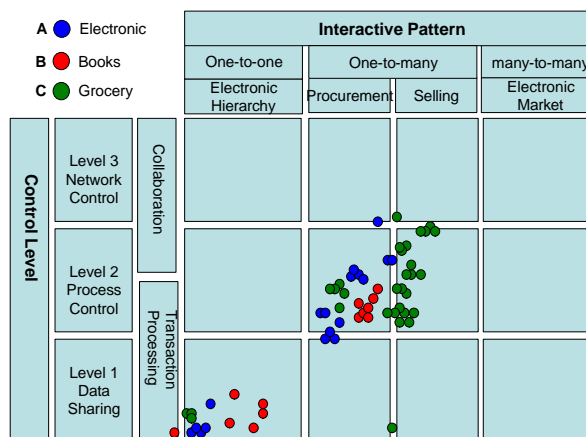 A Electronic
B Books
C Grocery
Interactive Pattern
One-to-one
One-to-many
many-to-many
Electronic
Hierarchy
Procurement
Selling
Electronic
Market
Control Level
Level 3
Network
Control
Collaboration
Level 2
Process
Control
Transaction
Processing
Level 1
Data
Sharing